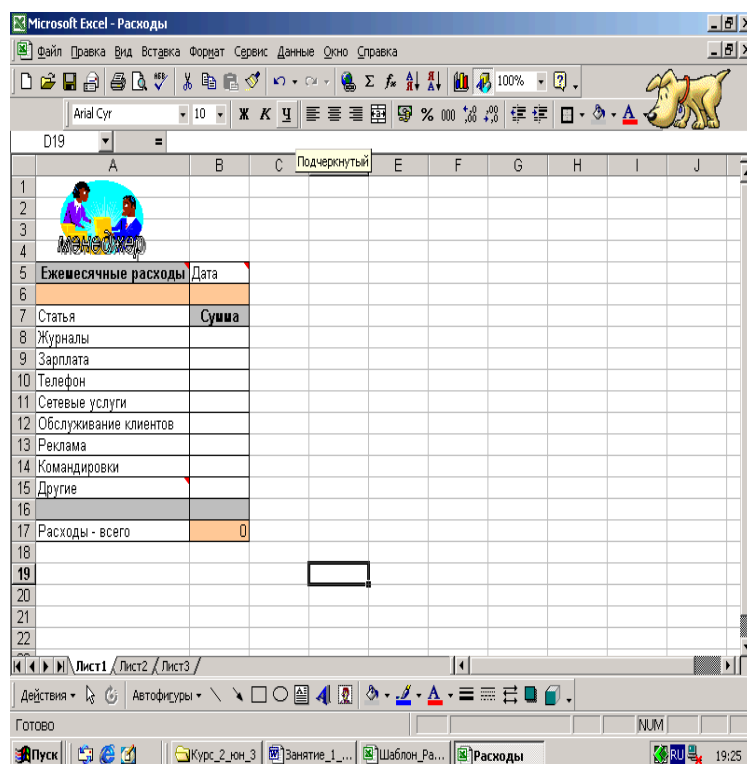 Microsoft Excel - Расходы
Файл Правка Вид Вставка Формат Сервис Данные Окно Справка
100%
Arial Cyr 10 Ж К Ч % 000
D19 =
Подчеркнутый
A B C E F G H I J
1
2
3
4 менеджер
5 Ежемесячные расходы Дата
6
7 Статья Сумма
8 Журналы
9 Зарплата
10 Телефон
11 Сетевые услуги
12 Обслуживание клиентов
13 Реклама
14 Командировки
15 Другие
16
17 Расходы - всего 0
18
19
20
21
22
Лист1 Лист2 Лист3
Действия Автофигуры
Готово NUM
Пуск Курс_2_юн_3 Занятие_1_... Шаблон_Ра... Расходы RU 19:25